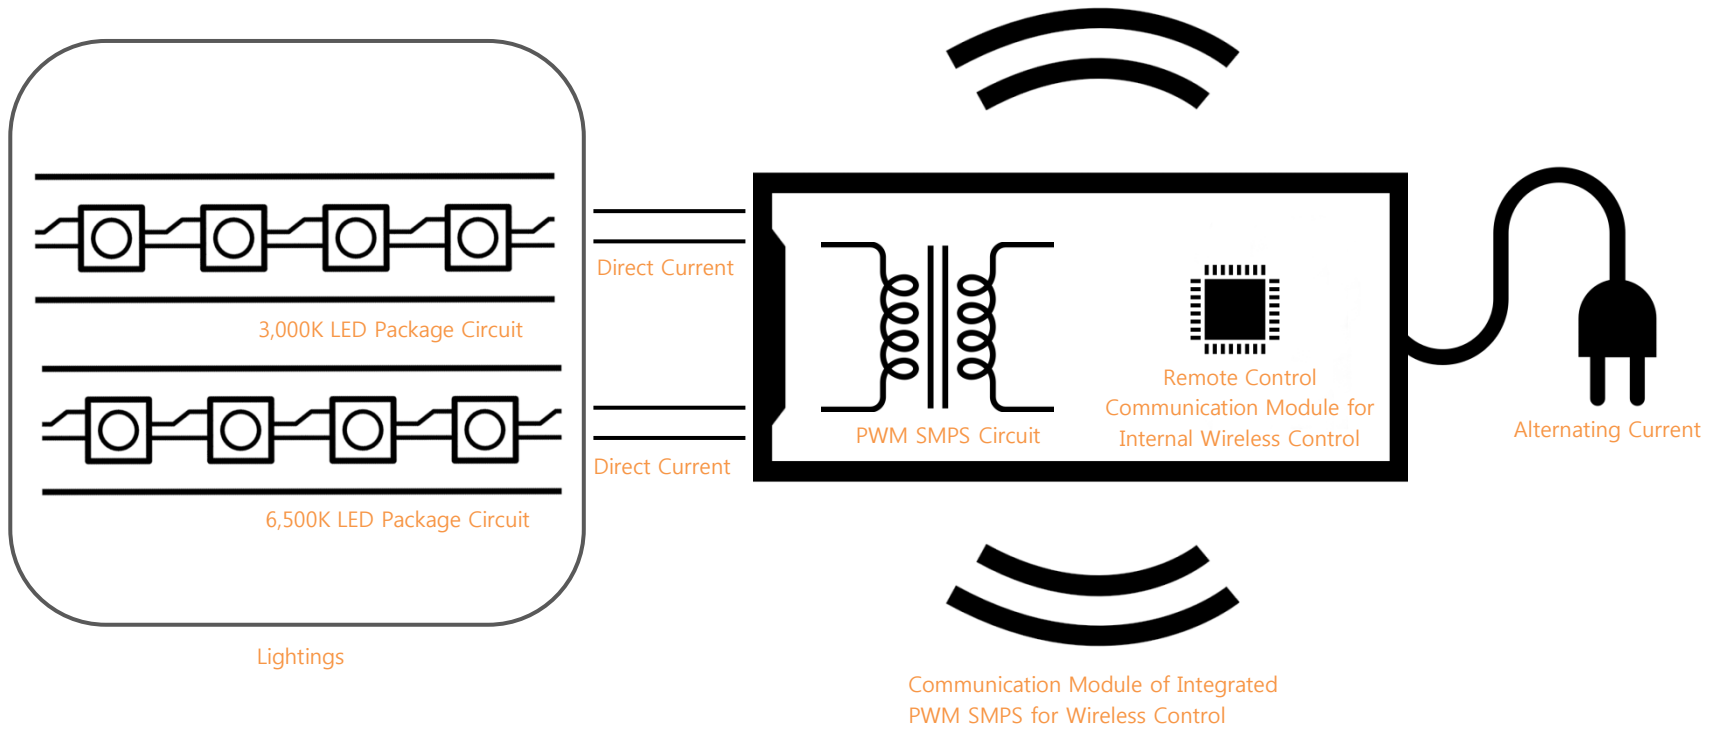 Direct Current
3,000K LED Package Circuit
Direct Current
6,500K LED Package Circuit
Lightings
PWM SMPS Circuit
Remote Control
Communication Module for
Internal Wireless Control
Alternating Current
Communication Module of Integrated
PWM SMPS for Wireless Control